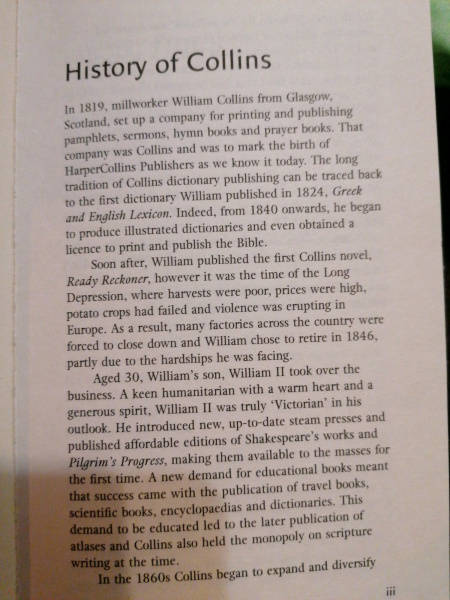 History of Collins
In 1819, millworker William Collins from Glasgow,
Scotland, set up a company for printing and publishing
pamphlets, sermons, hymn books and prayer books. That
company was Collins and was to mark the birth of
HarperCollins Publishers as we know it today. The long
tradition of Collins dictionary publishing can be traced back
to the first dictionary William published in 1824, Greek
and English Lexicon. Indeed, from 1840 onwards, he began
to produce illustrated dictionaries and even obtained a
licence to print and publish the Bible.
Soon after, William published the first Collins novel,
Ready Reckoner, however it was the time of the Long
Depression, where harvests were poor, prices were high,
potato crops had failed and violence was erupting in
Europe. As a result, many factories across the country were
forced to close down and William chose to retire in 1846,
partly due to the hardships he was facing.
Aged 30, William's son, William II took over the
business. A keen humanitarian with a warm heart and a
generous spirit, William II was truly 'Victorian' in his
outlook. He introduced new, up-to-date steam presses and
published affordable editions of Shakespeare's works and
Pilgrim's Progress, making them available to the masses for
the first time. A new demand for educational books meant
that success came with the publication of travel books,
scientific books, encyclopaedias and dictionaries. This
demand to be educated led to the later publication of
atlases and Collins also held the monopoly on scripture
writing at the time.
In the 1860s Collins began to expand and diversify
iii